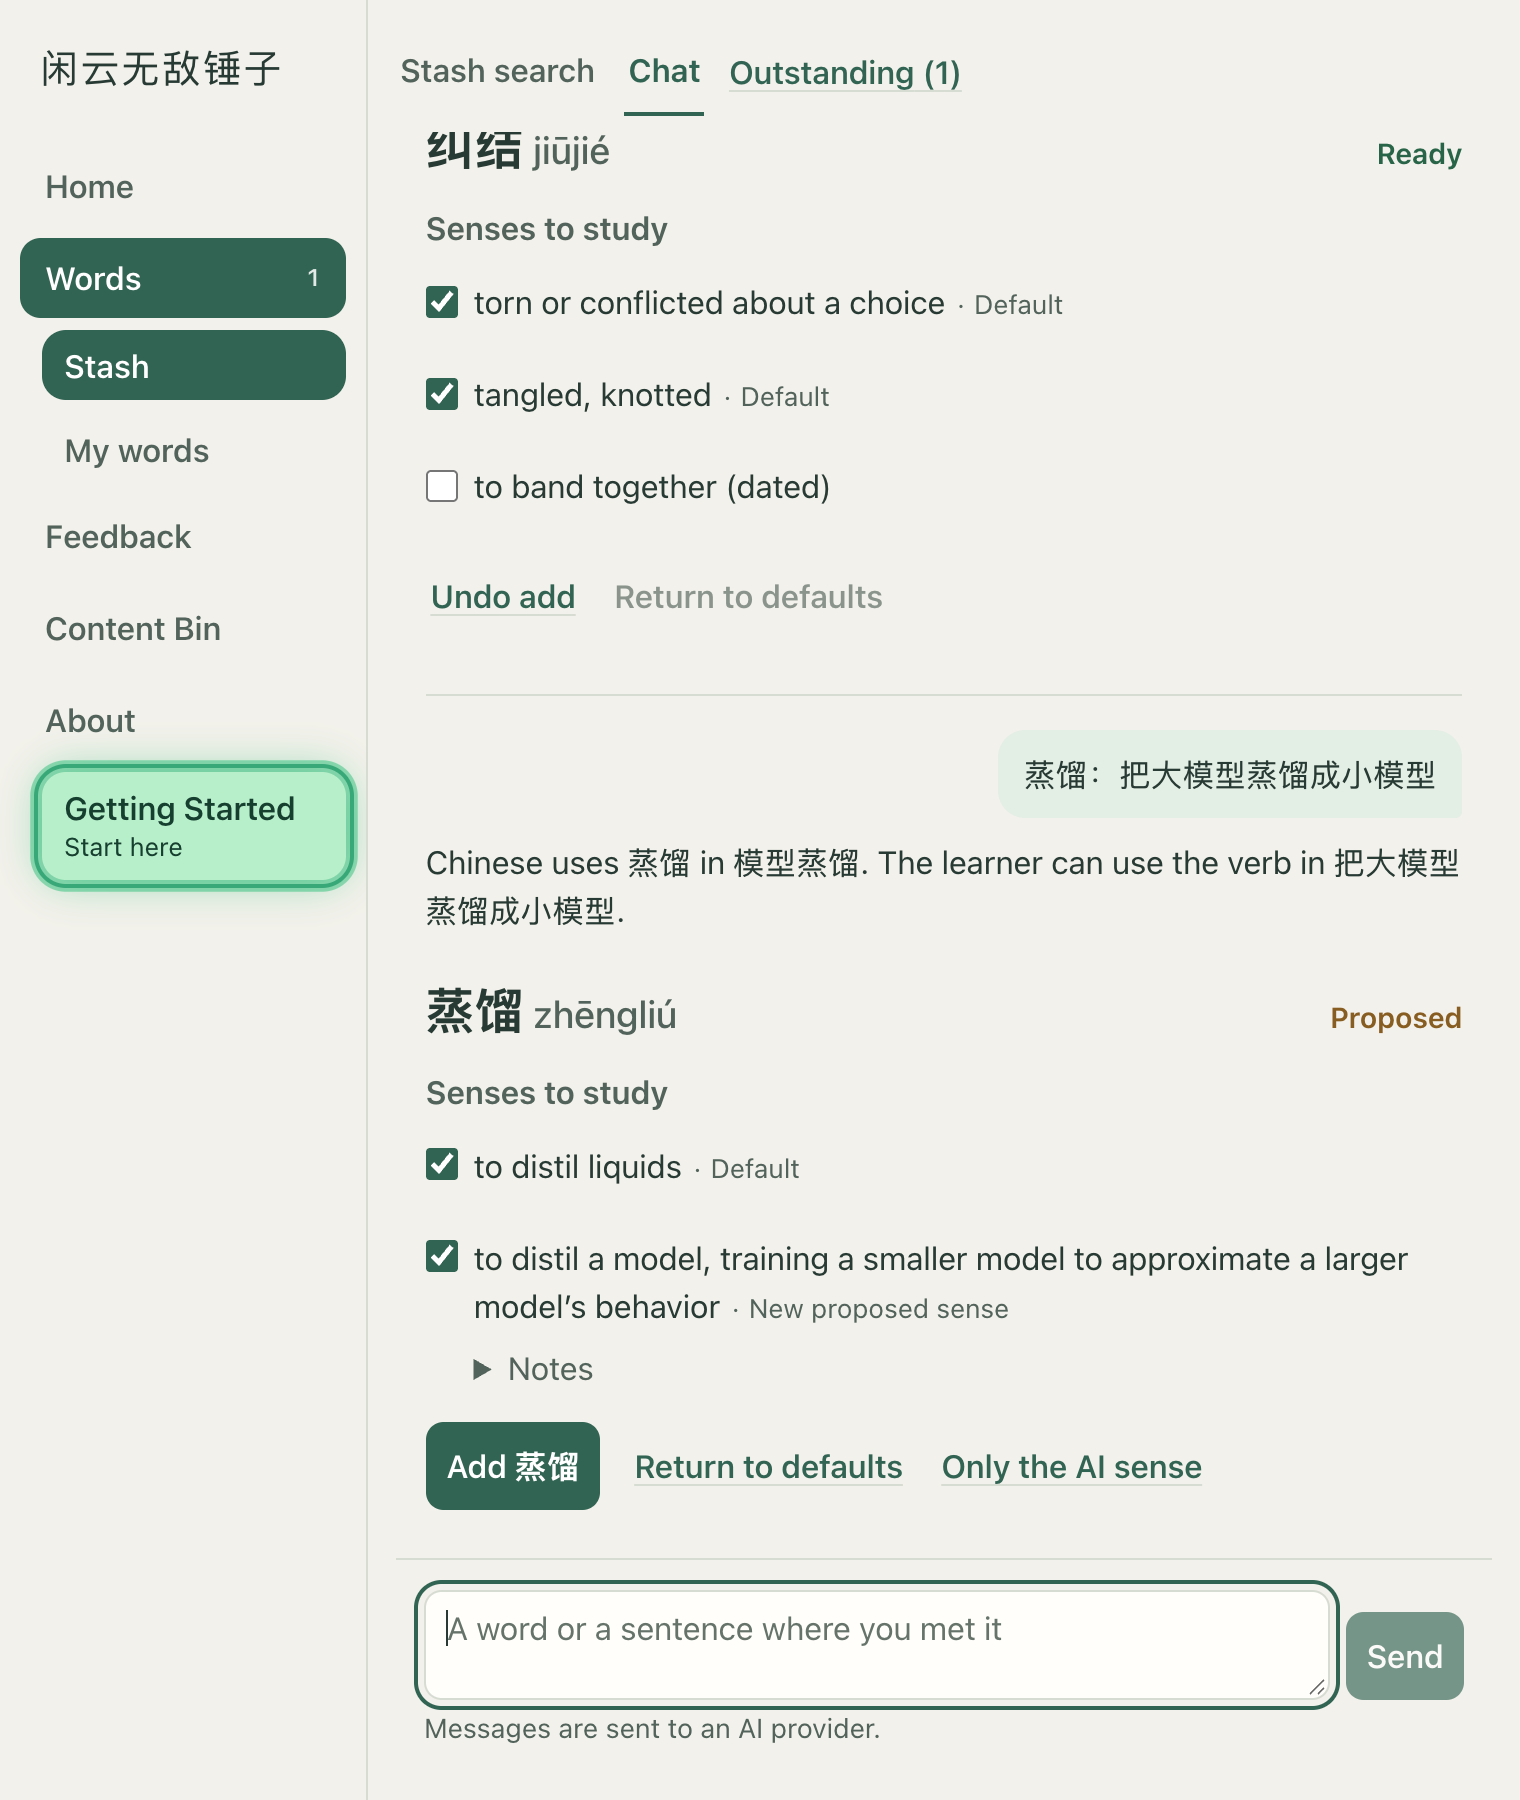 闲云无敌锤子
Home
Words 1
Stash
My words
Feedback
Content Bin
About
Getting Started
Start here
Stash search Chat Outstanding (1)
纠结 jiūjié Ready
Senses to study
torn or conflicted about a choice · Default
tangled, knotted · Default
to band together (dated)
Undo add Return to defaults
蒸馏：把大模型蒸馏成小模型
Chinese uses 蒸馏 in 模型蒸馏. The learner can use the verb in 把大模型
蒸馏成小模型.
蒸馏 zhēngliú Proposed
Senses to study
to distil liquids · Default
to distil a model, training a smaller model to approximate a larger
model’s behavior · New proposed sense
Notes
Add 蒸馏 Return to defaults Only the AI sense
A word or a sentence where you met it
Send
Messages are sent to an AI provider.